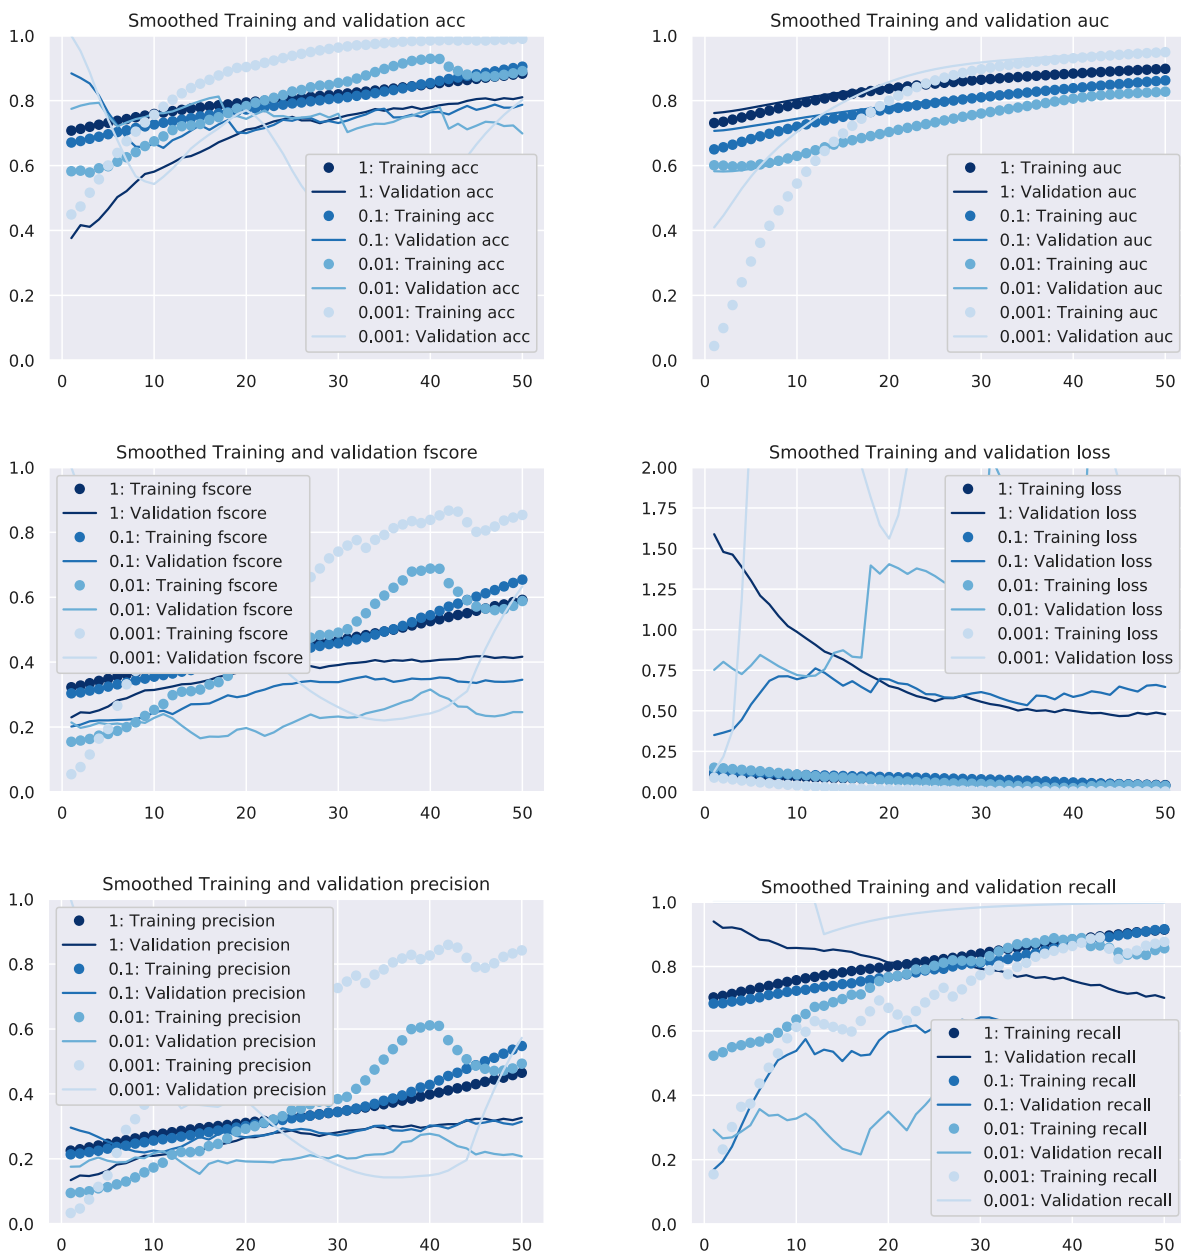 Smoothed Training and validation acc
1.0
0.8
0.6
0.4
0.2
0.0
1: Training acc
1: Validation acc
0.1: Training acc
0.1: Validation acc
0.01: Training acc
0.01: Validation acc
0.001: Training acc
0.001: Validation acc
0 10 20 30 40 50
Smoothed Training and validation auc
1.0
0.8
0.6
0.4
0.2
0.0
1: Training auc
1: Validation auc
0.1: Training auc
0.1: Validation auc
0.01: Training auc
0.01: Validation auc
0.001: Training auc
0.001: Validation auc
0 10 20 30 40 50
Smoothed Training and validation fscore
1.0
0.8
0.6
0.4
0.2
0.0
1: Training fscore
1: Validation fscore
0.1: Training fscore
0.1: Validation fscore
0.01: Training fscore
0.01: Validation fscore
0.001: Training fscore
0.001: Validation fscore
0 10 20 30 40 50
Smoothed Training and validation loss
2.00
1.75
1.50
1.25
1.00
0.75
0.50
0.25
0.00
1: Training loss
1: Validation loss
0.1: Training loss
0.1: Validation loss
0.01: Training loss
0.01: Validation loss
0.001: Training loss
0.001: Validation loss
0 10 20 30 40 50
Smoothed Training and validation precision
1.0
0.8
0.6
0.4
0.2
0.0
1: Training precision
1: Validation precision
0.1: Training precision
0.1: Validation precision
0.01: Training precision
0.01: Validation precision
0.001: Training precision
0.001: Validation precision
0 10 20 30 40 50
Smoothed Training and validation recall
1.0
0.8
0.6
0.4
0.2
0.0
1: Training recall
1: Validation recall
0.1: Training recall
0.1: Validation recall
0.01: Training recall
0.01: Validation recall
0.001: Training recall
0.001: Validation recall
0 10 20 30 40 50